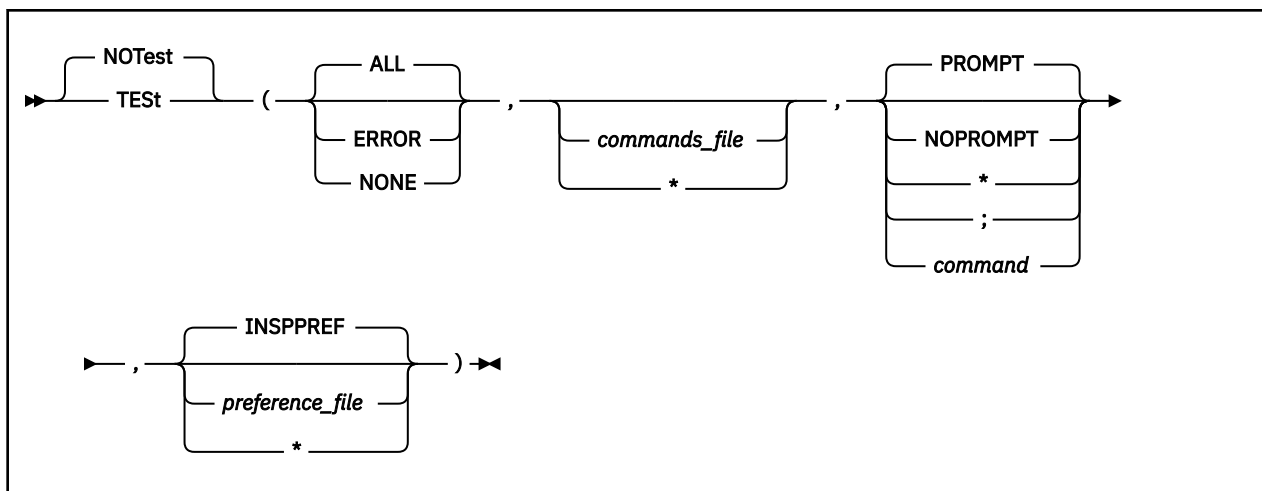 NOTest
TESt
(
ALL
ERROR
NONE
,
commands_file
*
,
PROMPT
NOPROMPT
*
;
command
,
INSPPREF
preference_file
*
)